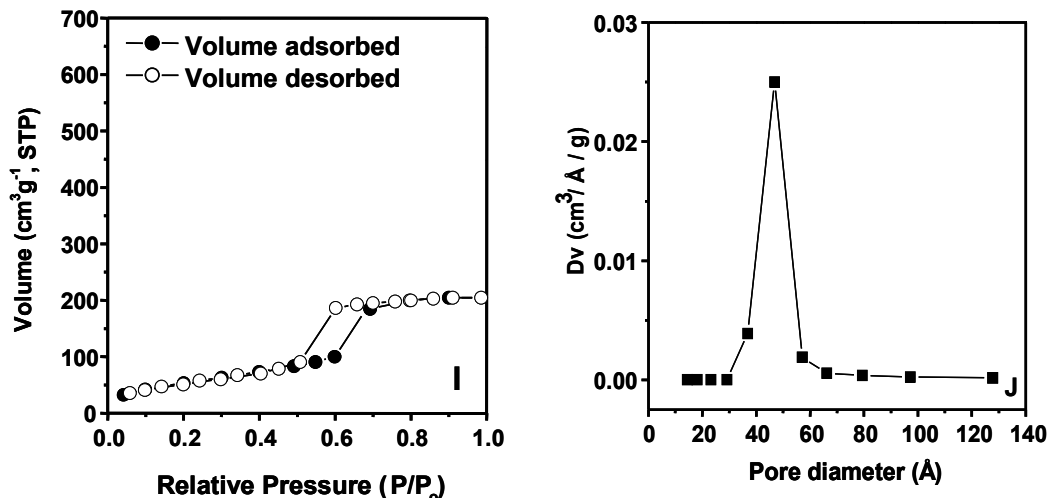 700
600
500
400
300
200
100
0
Volume (cm³g⁻¹, STP)
Volume adsorbed
Volume desorbed
I
0.0 0.2 0.4 0.6 0.8 1.0
Relative Pressure (P/Pₒ)
0.03
0.02
0.01
0.00
Dv (cm³/ Å / g)
J
0 20 40 60 80 100 120 140
Pore diameter (Å)